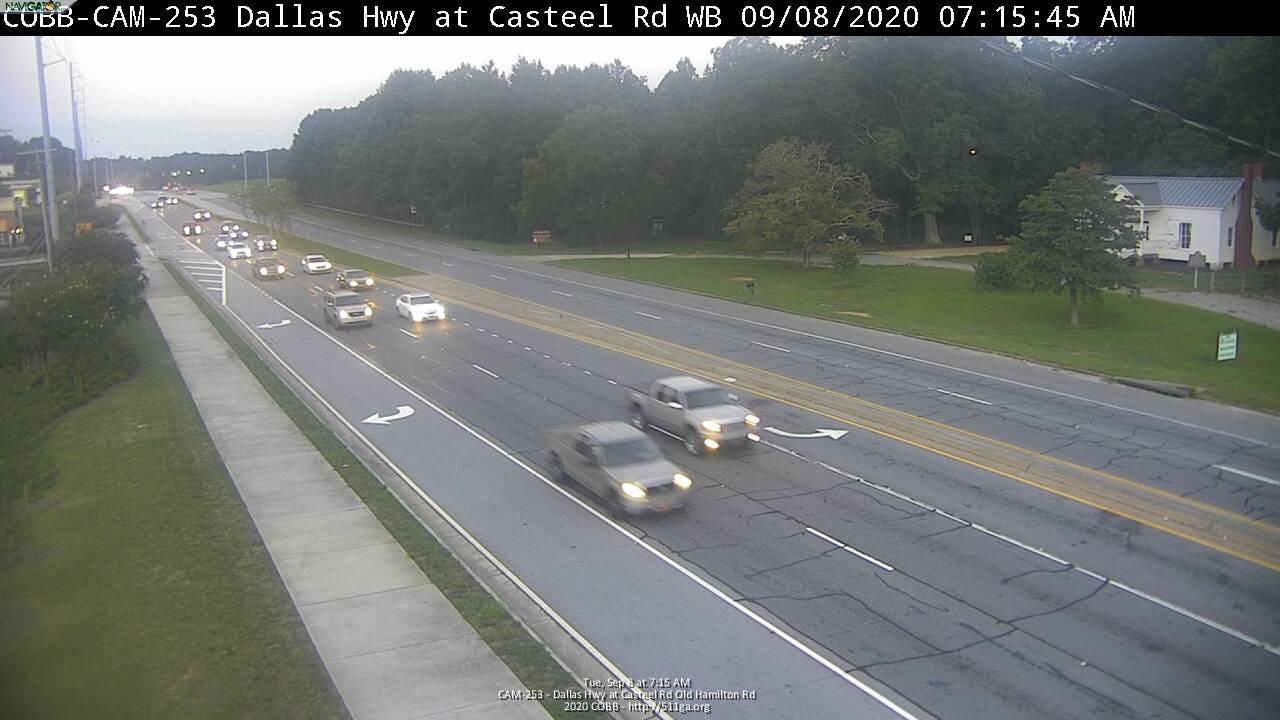 NAVIGATOR
COBB-CAM-253 Dallas Hwy at Casteel Rd WB 09/08/2020 07:15:45 AM
Tue, Sep 8 at 7:15 AM
CAM-253 - Dallas Hwy at Casteel Rd Old Hamilton Rd
2020 COBB - http://511ga.org